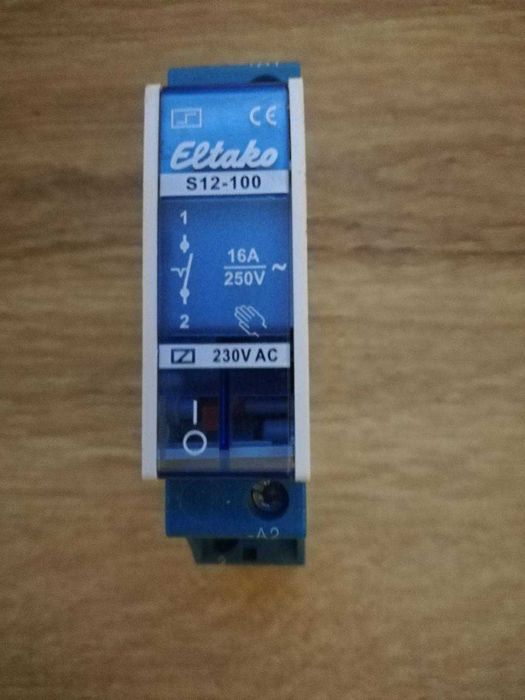 CE
Eltako
S12-100
1
16A
250V ~
2
230V AC
I
O
-A2